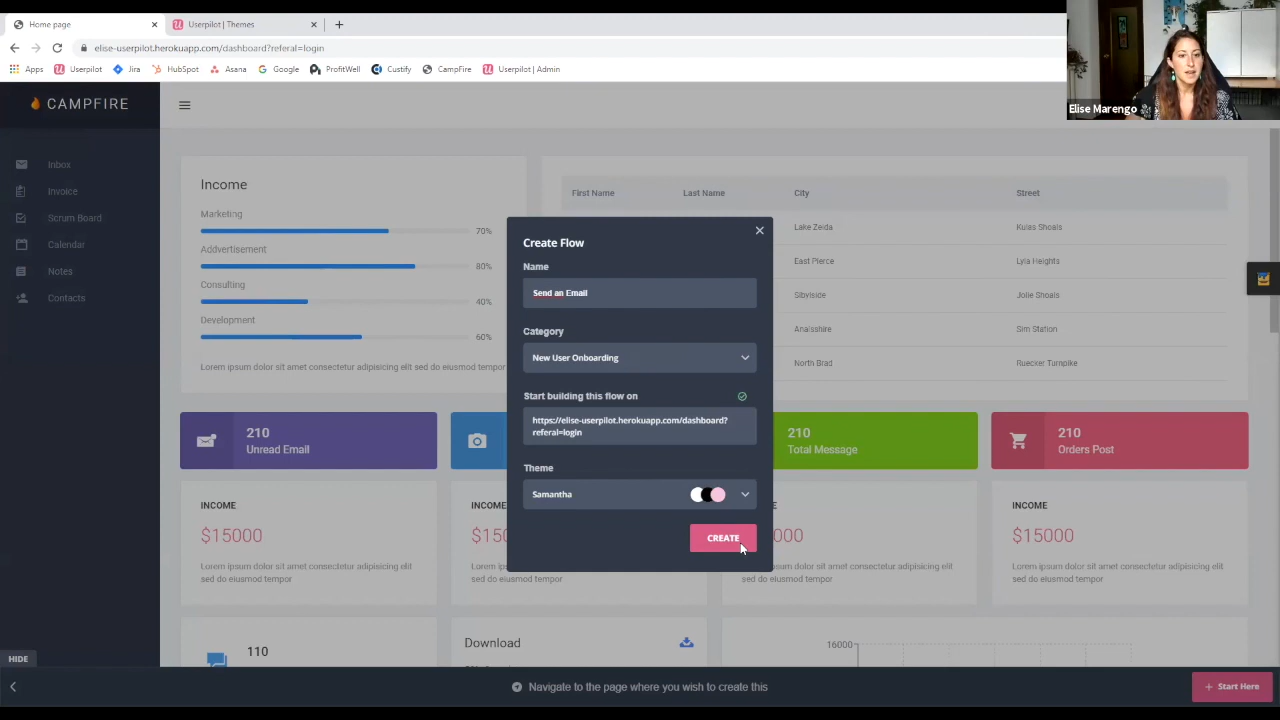 Home page
Userpilot | Themes
elise-userpilot.herokuapp.com/dashboard?referal=login
Apps Userpilot Jira HubSpot Asana Google ProfitWell Custify CampFire Userpilot | Admin
Elise Marengo
CAMPFIRE
Inbox
Invoice
Scrum Board
Calendar
Notes
Contacts
Income
Marketing
70%
Addvertisement
80%
Consulting
40%
Development
60%
Lorem ipsum dolor sit amet consectetur adipiscing elit sed do
First Name Last Name City Street
Lake Zelda Kulas Shoals
East Pierce Lyla Heights
Sibylside Jolie Shoals
Anaisshire Sim Station
North Brad Ruecker Turnpike
Create Flow
Name
Send an Email
Category
New User Onboarding
Start building this flow on
https://elise-userpilot.herokuapp.com/dashboard?
referal=login
Theme
Samantha
CREATE
210
Unread Email
210
Total Message
210
Orders Post
INCOME
$15000
Lorem ipsum dolor sit amet, consectetur adipiscing elit,
sed do eiusmod tempor
INCOME
$15000
Lorem
sed do
$15000
dolor sit amet, consectetur adipiscing elit,
eiusmod tempor
INCOME
$15000
Lorem ipsum dolor sit amet, consectetur adipiscing elit,
sed do eiusmod tempor
110
Download
16000
HIDE
Navigate to the page where you wish to create this
+ Start Here